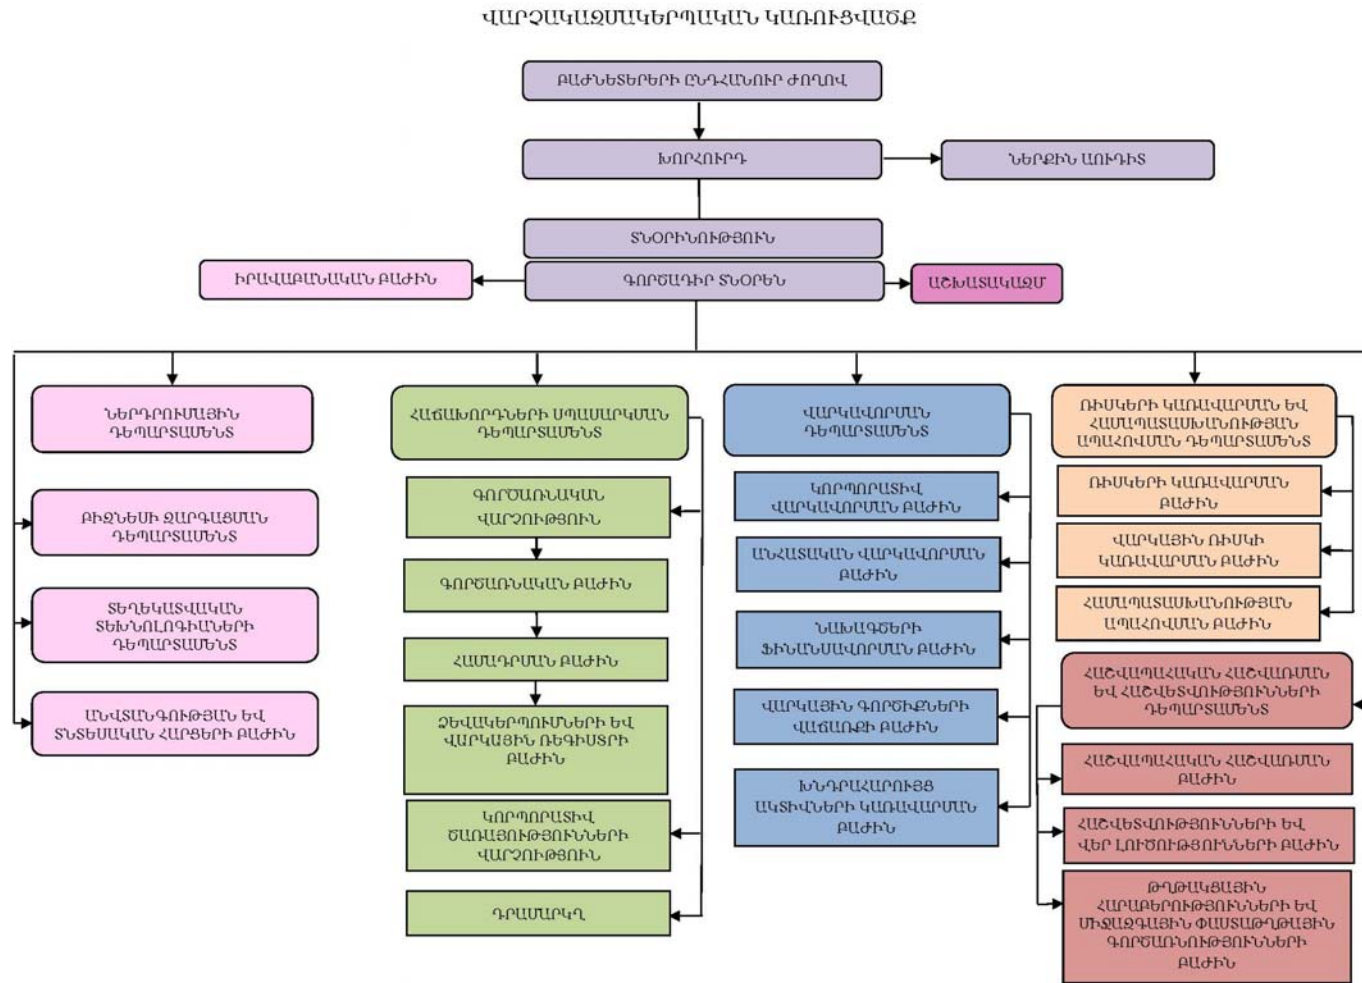 ՎԱՐՉԱԿԱԶՄԱԿԵՐՊԱԿԱՆ ԿԱՌՈՒՑՎԱԾՔ
ԲԱԺՆԵՏԵՐԵՐԻ ԸՆԴՀԱՆՈՒՐ ԺՈՂՈՎ
ԽՈՐՀՈՒՐԴ
ՆԵՐՔԻՆ ԱՈՒԴԻՏ
ՏՆՕՐԻՆՈՒԹՅՈՒՆ
ԻՐԱՎԱԲԱՆԱԿԱՆ ԲԱԺԻՆ
ԳՈՐԾԱԴԻՐ ՏՆՕՐԵՆ
ԱՇԽԱՏԱԿԱԶՄ
ՆԵՐԴՐՈՒՄԱՅԻՆ
ԴԵՊԱՐՏԱՄԵՆՏ
ԲԻԶՆԵՍԻ ԶԱՐԳԱՑՄԱՆ
ԴԵՊԱՐՏԱՄԵՆՏ
ՏԵՂԵԿԱՏՎԱԿԱՆ
ՏԵԽՆՈԼՈԳԻԱՆԵՐԻ
ԴԵՊԱՐՏԱՄԵՆՏ
ԱՆՎՏԱՆԳՈՒԹՅԱՆ ԵՎ
ՏՆՏԵՍԱԿԱՆ ՀԱՐՑԵՐԻ ԲԱԺԻՆ
ՀԱՃԱԽՈՐԴՆԵՐԻ ՍՊԱՍԱՐԿՄԱՆ
ԴԵՊԱՐՏԱՄԵՆՏ
ԳՈՐԾԱՌՆԱԿԱՆ
ՎԱՐՉՈՒԹՅՈՒՆ
ԳՈՐԾԱՌՆԱԿԱՆ ԲԱԺԻՆ
ՀԱՄԱԴՐՄԱՆ ԲԱԺԻՆ
ՁԵՎԱԿԵՐՊՈՒՄՆԵՐԻ ԵՎ
ՎԱՐԿԱՅԻՆ ՌԵԳԻՍՏՐԻ
ԲԱԺԻՆ
ԿՈՐՊՈՐԱՏԻՎ
ԾԱՌԱՅՈՒԹՅՈՒՆՆԵՐԻ
ՎԱՐՉՈՒԹՅՈՒՆ
ԴՐԱՄԱՐԿՂ
ՎԱՐԿԱՎՈՐՄԱՆ
ԴԵՊԱՐՏԱՄԵՆՏ
ԿՈՐՊՈՐԱՏԻՎ
ՎԱՐԿԱՎՈՐՄԱՆ ԲԱԺԻՆ
ԱՆՀԱՏԱԿԱՆ ՎԱՐԿԱՎՈՐՄԱՆ
ԲԱԺԻՆ
ՆԱԽԱԳԾԵՐԻ
ՖԻՆԱՆՍԱՎՈՐՄԱՆ ԲԱԺԻՆ
ՎԱՐԿԱՅԻՆ ԳՈՐԾԻՔՆԵՐԻ
ՎԱՃԱՌՔԻ ԲԱԺԻՆ
ԽՆԴՐԱՀԱՐՈՒՅՑ
ԱԿՏԻՎՆԵՐԻ ԿԱՌԱՎԱՐՄԱՆ
ԲԱԺԻՆ
ՌԻՍԿԵՐԻ ԿԱՌԱՎԱՐՄԱՆ ԵՎ
ՀԱՄԱՊԱՏԱՍԽԱՆՈՒԹՅԱՆ
ԱՊԱՀՈՎՄԱՆ ԴԵՊԱՐՏԱՄԵՆՏ
ՌԻՍԿԵՐԻ ԿԱՌԱՎԱՐՄԱՆ
ԲԱԺԻՆ
ՎԱՐԿԱՅԻՆ ՌԻՍԿԻ
ԿԱՌԱՎԱՐՄԱՆ ԲԱԺԻՆ
ՀԱՄԱՊԱՏԱՍԽԱՆՈՒԹՅԱՆ
ԱՊԱՀՈՎՄԱՆ ԲԱԺԻՆ
ՀԱՇՎԱՊԱՀԱԿԱՆ ՀԱՇՎԱՌՄԱՆ
ԵՎ ՀԱՇՎԵՏՎՈՒԹՅՈՒՆՆԵՐԻ
ԴԵՊԱՐՏԱՄԵՆՏ
ՀԱՇՎԱՊԱՀԱԿԱՆ ՀԱՇՎԱՌՄԱՆ
ԲԱԺԻՆ
ՀԱՇՎԵՏՎՈՒԹՅՈՒՆՆԵՐԻ ԵՎ
ՎԵՐ ԼՈՒԾՈՒԹՅՈՒՆՆԵՐԻ ԲԱԺԻՆ
ԹՂԹԱԿՑԱՅԻՆ
ՀԱՐԱԲԵՐՈՒԹՅՈՒՆՆԵՐԻ ԵՎ
ՄԻՋԱԶԳԱՅԻՆ ՓԱՍՏԱԹՂԹԱՅԻՆ
ԳՈՐԾԱՌՆՈՒԹՅՈՒՆՆԵՐԻ
ԲԱԺԻՆ